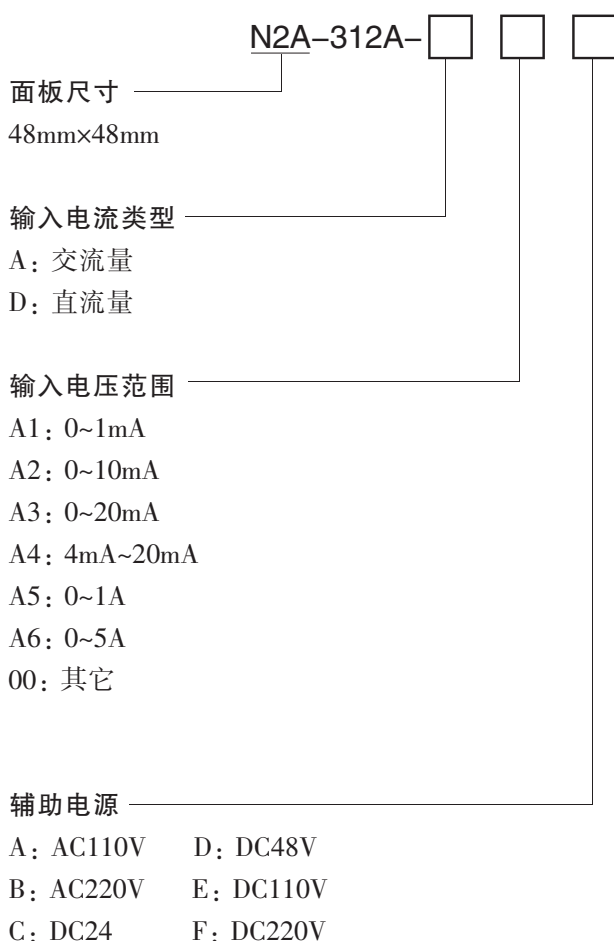 N2A-312A-
面板尺寸
48mm×48mm
输入电流类型
A: 交流量
D: 直流量
输入电压范围
A1: 0~1mA
A2: 0~10mA
A3: 0~20mA
A4: 4mA~20mA
A5: 0~1A
A6: 0~5A
00: 其它
辅助电源
A: AC110V D: DC48V
B: AC220V E: DC110V
C: DC24 F: DC220V